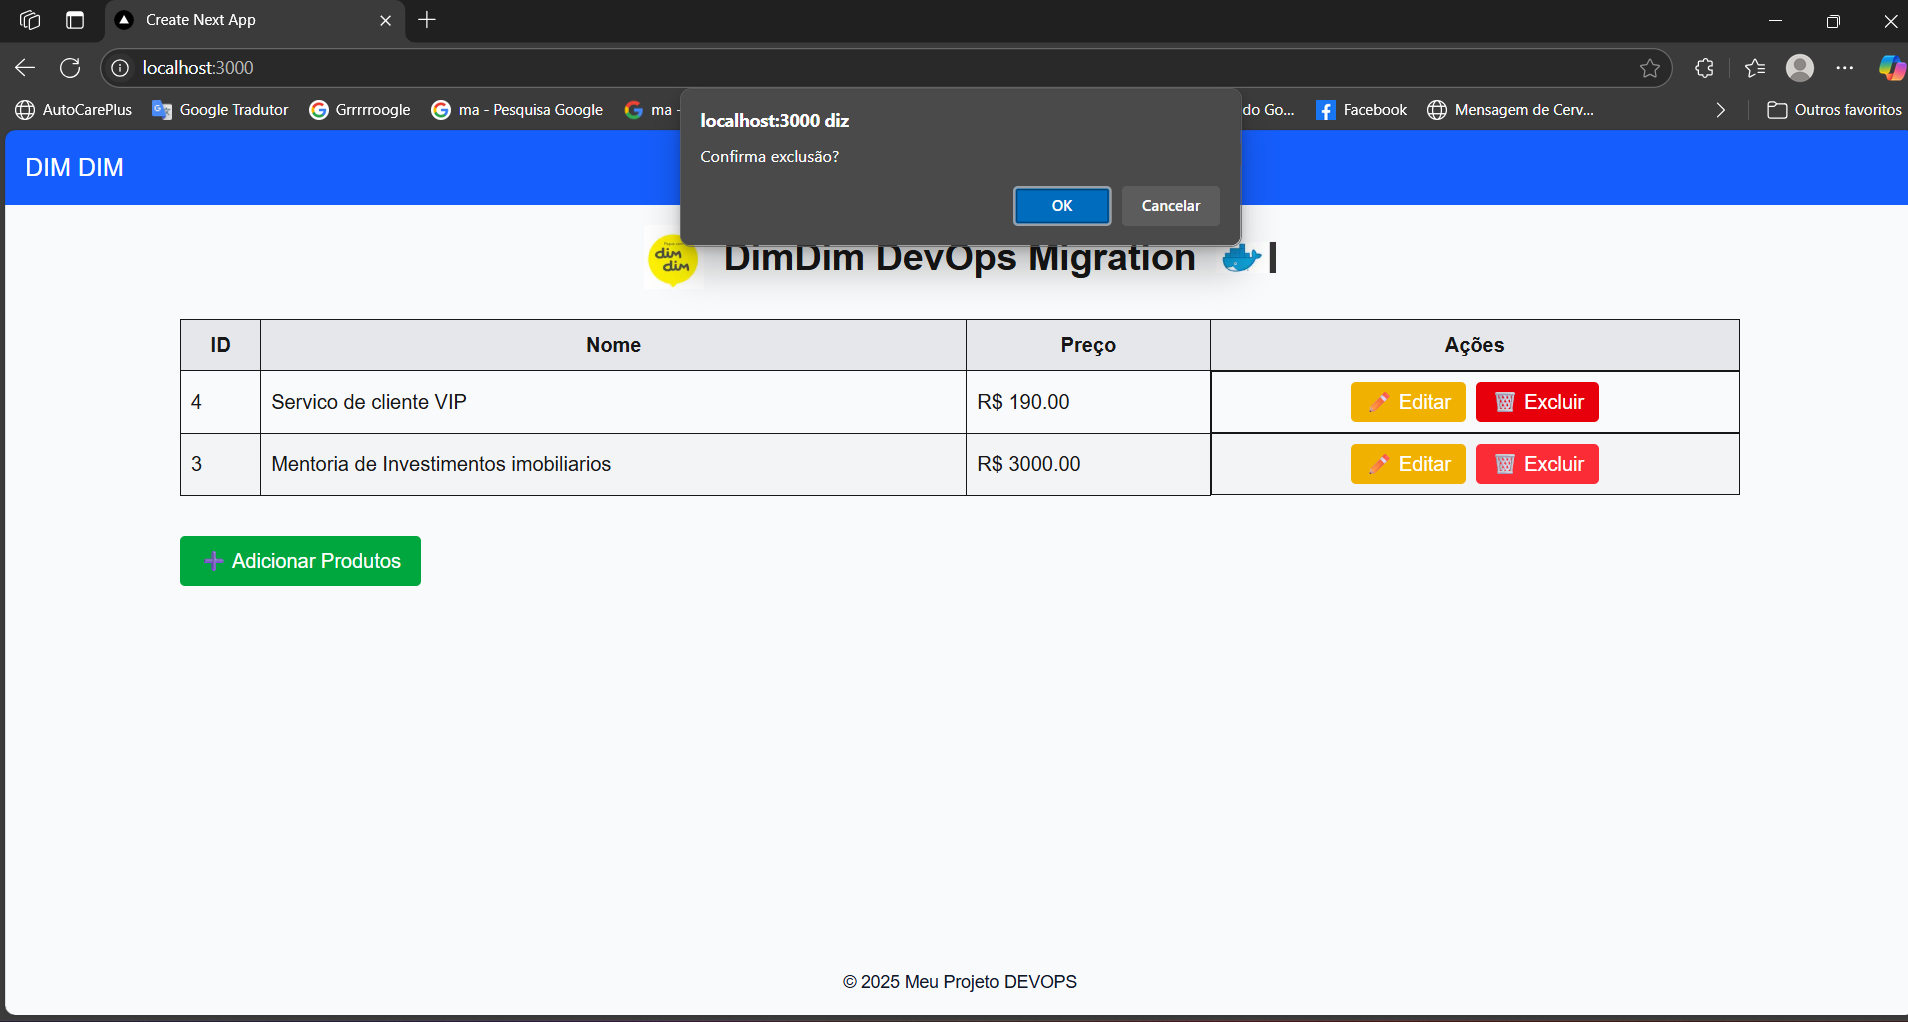 Create Next App
localhost:3000
AutoCarePlus
Google Tradutor
Grrrrroogle
ma - Pesquisa Google
ma -
do Go...
Facebook
Mensagem de Cerv...
Outros favoritos
localhost:3000 diz
Confirma exclusão?
OK
Cancelar
DIM DIM
dim
dim
DimDim DevOps Migration
ID Nome Preço Ações
4 Servico de cliente VIP R$ 190.00 Editar Excluir
3 Mentoria de Investimentos imobiliarios R$ 3000.00 Editar Excluir
Adicionar Produtos
© 2025 Meu Projeto DEVOPS